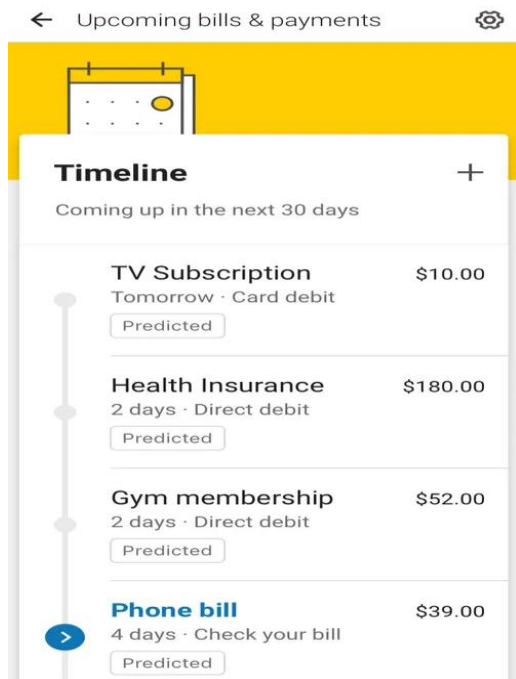 Upcoming bills & payments
Timeline
Coming up in the next 30 days
TV Subscription $10.00
Tomorrow · Card debit
Predicted
Health Insurance $180.00
2 days · Direct debit
Predicted
Gym membership $52.00
2 days · Direct debit
Predicted
Phone bill $39.00
4 days · Check your bill
Predicted